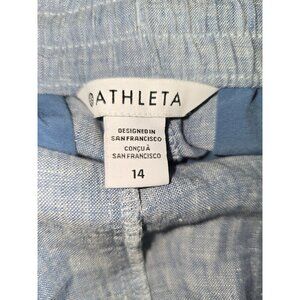 ATHLETA
DESIGNED IN
SAN FRANCISCO
CONÇU À
SAN FRANCISCO
14